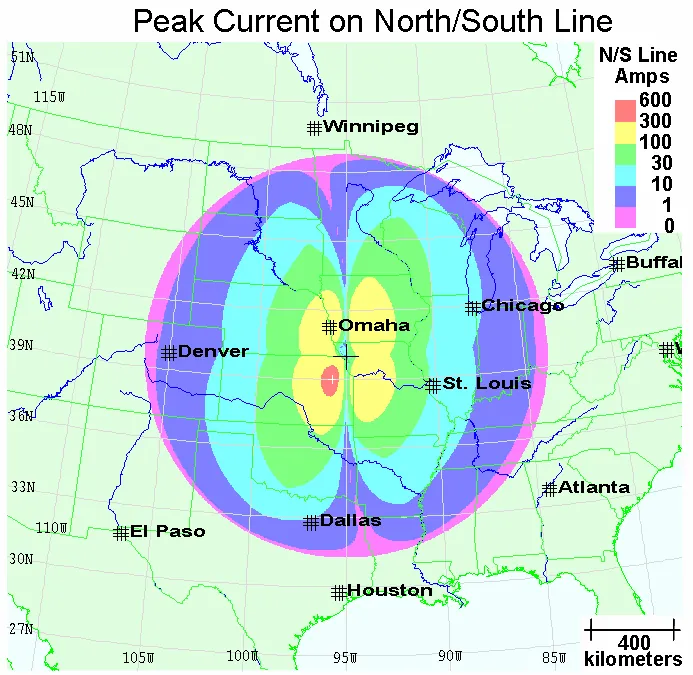 Peak Current on North/South Line
N/S Line
Amps
600
300
100
30
10
1
0
51N
115W
48N
Winnipeg
45N
42N
Buffal
Chicago
Omaha
39N
Denver
St. Louis
36N
33N
Atlanta
110W
Dallas
El Paso
30N
Houston
27N
400
kilometers
105W
100W
95W
90W
85W